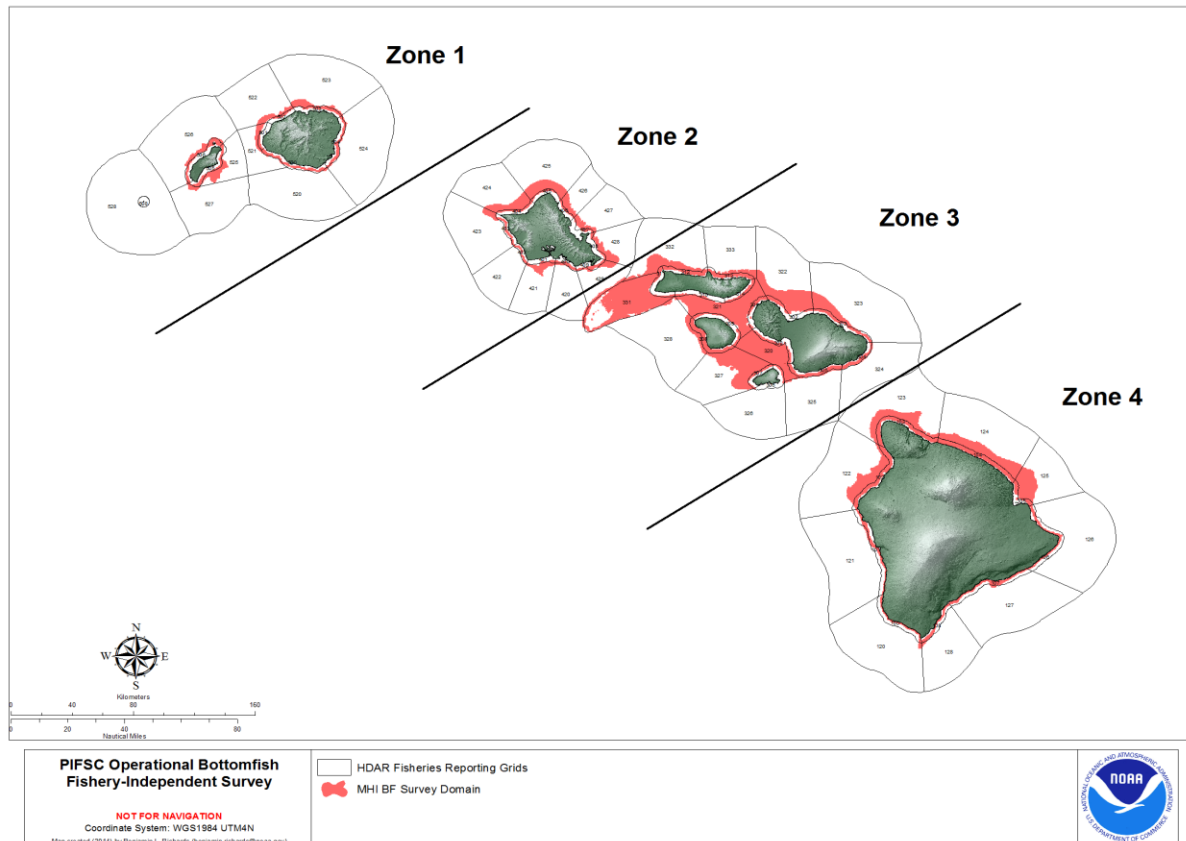 Zone 1
523
522
524
528
521
525
520
527
529
Zone 2
425
424
426
427
423
428
422
421
420
Zone 3
332
333
322
323
331
321
328
320
327
324
325
326
Zone 4
123
124
125
122
126
121
127
120
128
N
W E
S
Kilometers
0 40 80 160
0 20 40 80
Nautical Miles
PIFSC Operational Bottomfish
Fishery-Independent Survey
NOT FOR NAVIGATION
Coordinate System: WGS1984 UTM4N
HDAR Fisheries Reporting Grids
MHI BF Survey Domain
NATIONAL OCEANIC AND ATMOSPHERIC ADMINISTRATION
NOAA
U.S. DEPARTMENT OF COMMERCE